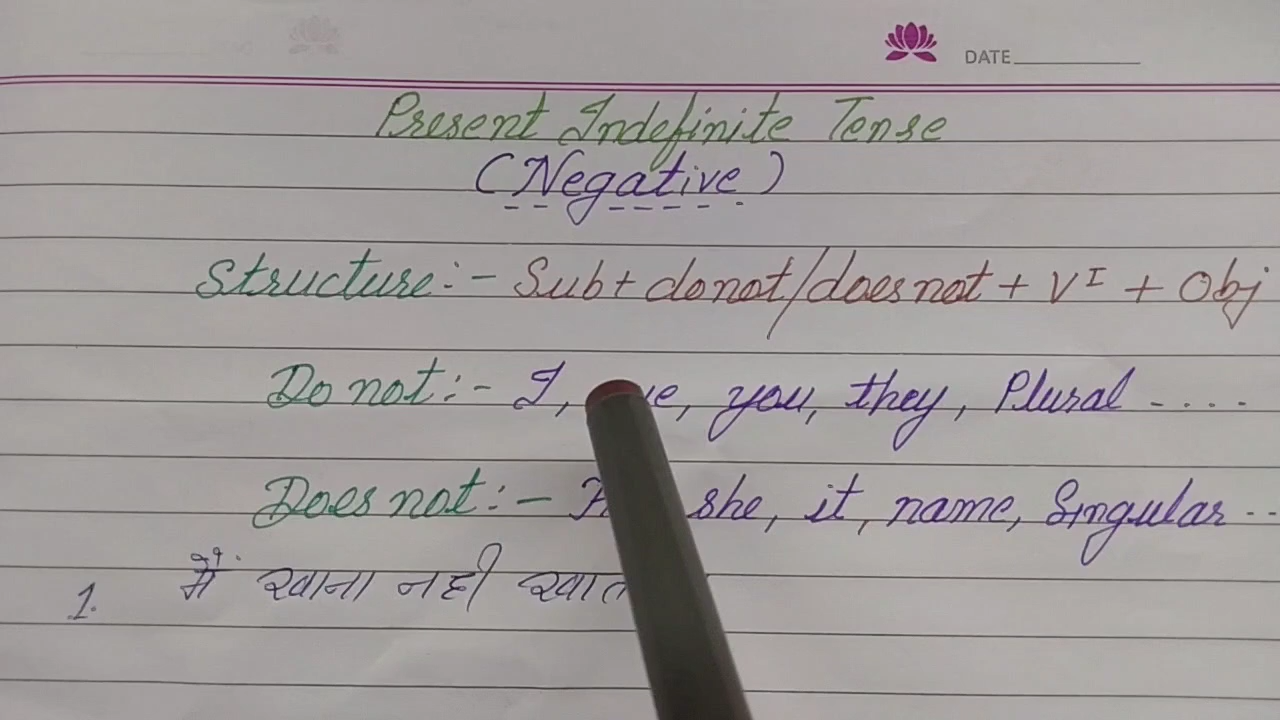 DATE
Present Indefinite Tense
(Negative)
Structure:- Sub+ do not/does not + V I + Obj
Do not:- I, you, they, Plural ....
Does not:- she, it, name, Singular ..
1. मैं खाना नही